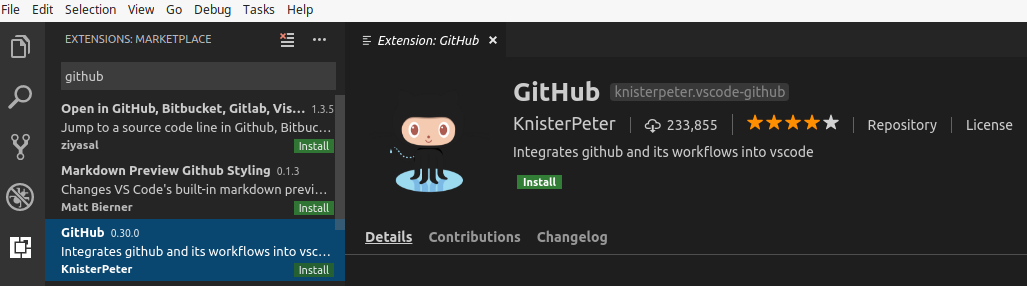 File Edit Selection View Go Debug Tasks Help
EXTENSIONS: MARKETPLACE
github
Open in GitHub, Bitbucket, Gitlab, Vis... 1.3.5
Jump to a source code line in Github, Bitbuc...
ziyasal Install
Markdown Preview Github Styling 0.1.3
Changes VS Code's built-in markdown previ...
Matt Bierner Install
GitHub 0.30.0
Integrates github and its workflows into vsc...
KnisterPeter Install
Extension: GitHub
GitHub knisterpeter.vscode-github
KnisterPeter 233,855 Repository License
Integrates github and its workflows into vscode
Install
Details Contributions Changelog